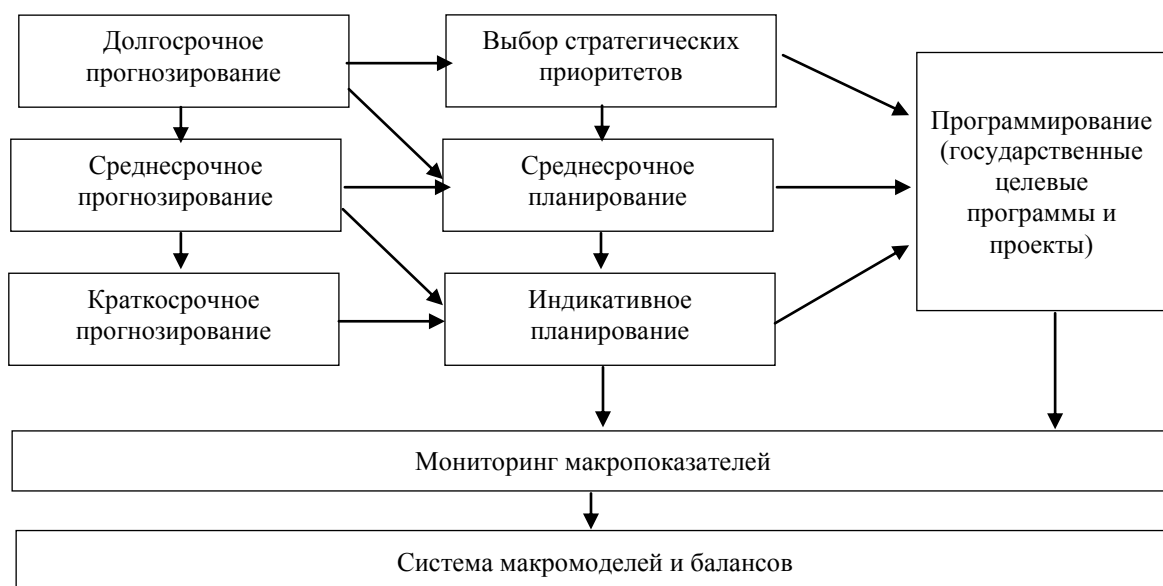 Долгосрочное
прогнозирование
Выбор стратегических
приоритетов
Программирование
(государственные
целевые
программы и
проекты)
Среднесрочное
прогнозирование
Среднесрочное
планирование
Краткосрочное
прогнозирование
Индикативное
планирование
Мониторинг макропоказателей
Система макромоделей и балансов